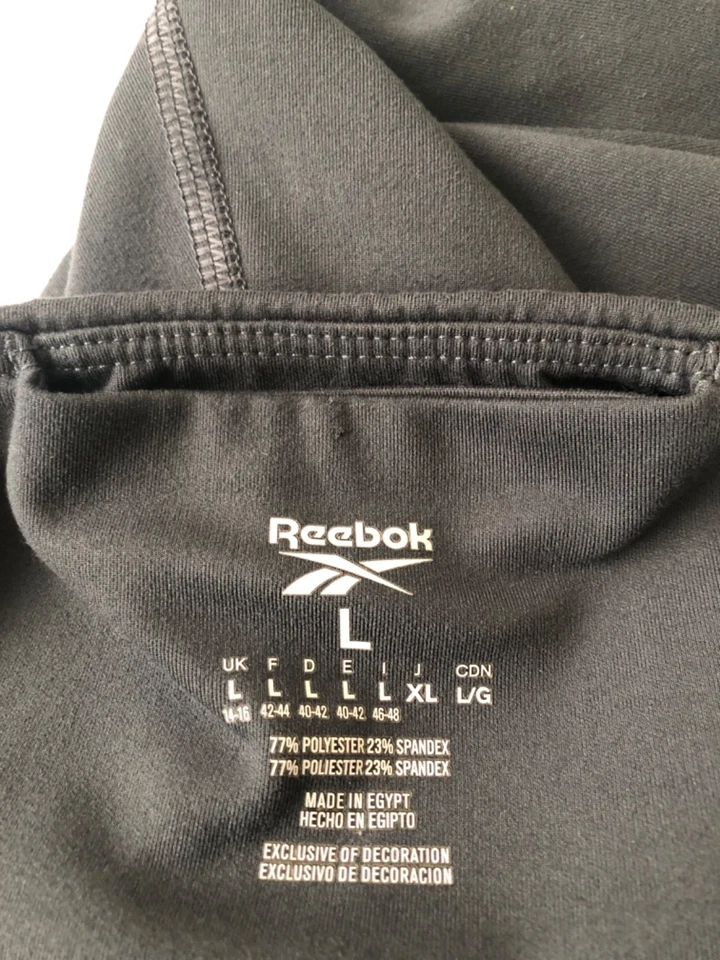 Reebok
L
UK F D E I J CDN
L L L L L XL L/G
14-16 42-44 40-42 40-42 46-48
77% POLYESTER 23% SPANDEX
77% POLIESTER 23% SPANDEX
MADE IN EGYPT
HECHO EN EGIPTO
EXCLUSIVE OF DECORATION
EXCLUSIVO DE DECORACION